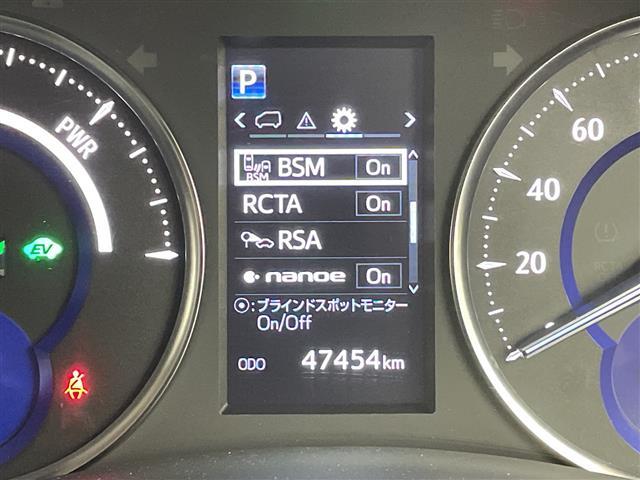 P
PWR
EV
BSM
BSM On
RCTA On
RSA
nanoe On
:ブラインドスポットモニター
On/Off
ODO 47454km
60
40
20